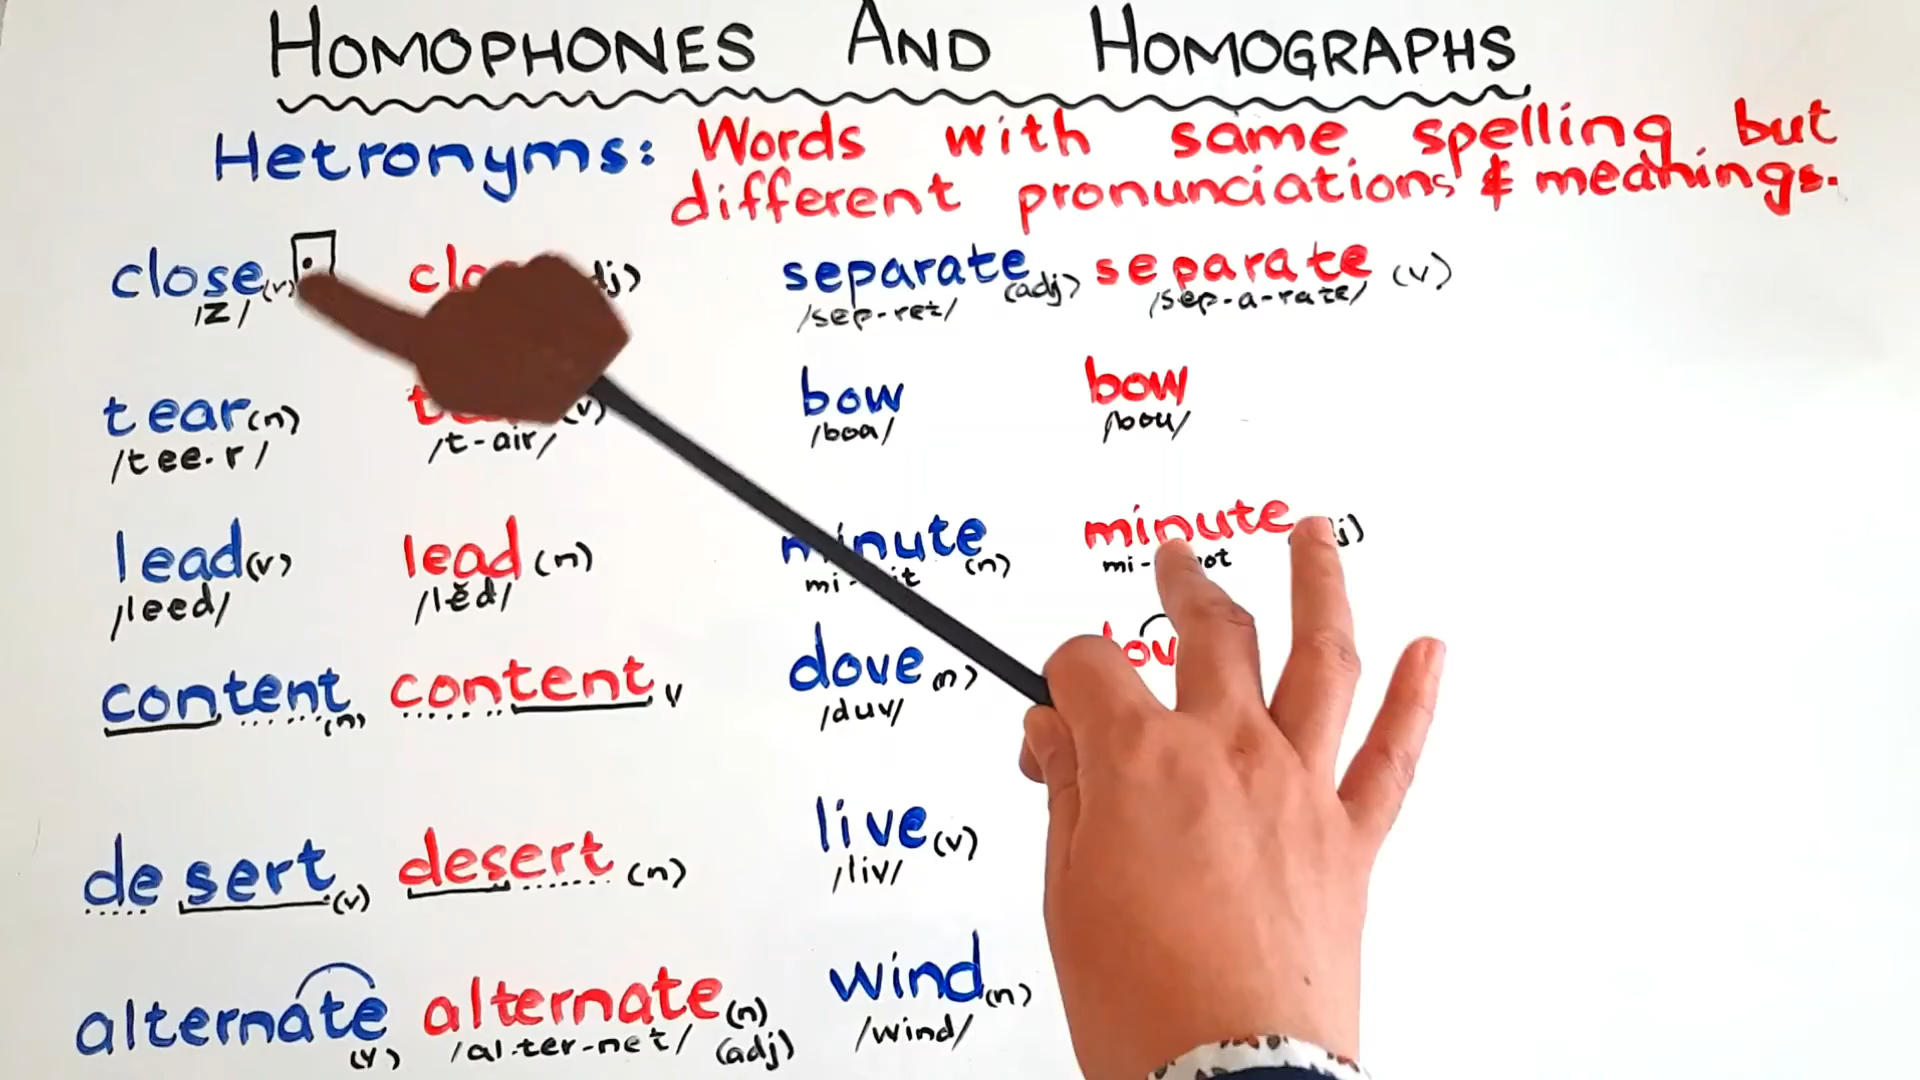 HOMOPHONES AND HOMOGRAPHS
Hetronyms: Words with same spelling but
different pronunciations & meanings.
close (v)
/z/
separate (adj) separate (v)
/sep-ret/ /sep-a-rate/
tear (n)
/tee.r/ /t-air/ (v)
bow bow
/boa/ /bou/
lead (v) lead (n)
/leed/ /lĕd/
minute (n) minute
content (n) content v
dove (n)
/duv/
desert (v) desert (n)
live (v)
/liv/
alternate (v) alternate (n)
/al.ter-net/ (adj)
wind (n)
/wind/